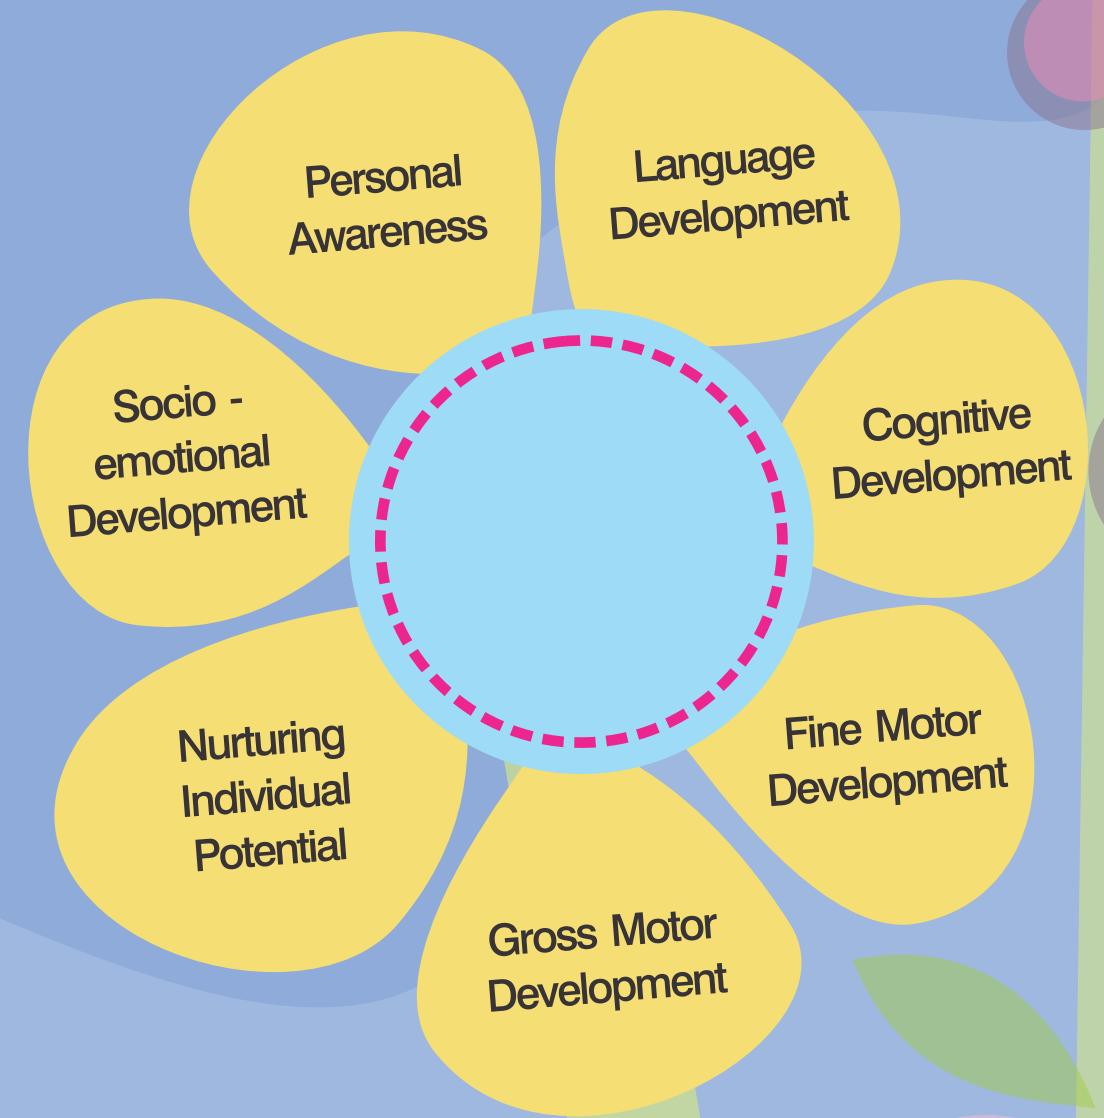 Personal
Awareness
Language
Development
Cognitive
Development
Fine Motor
Development
Gross Motor
Development
Nurturing
Individual
Potential
Socio -
emotional
Development